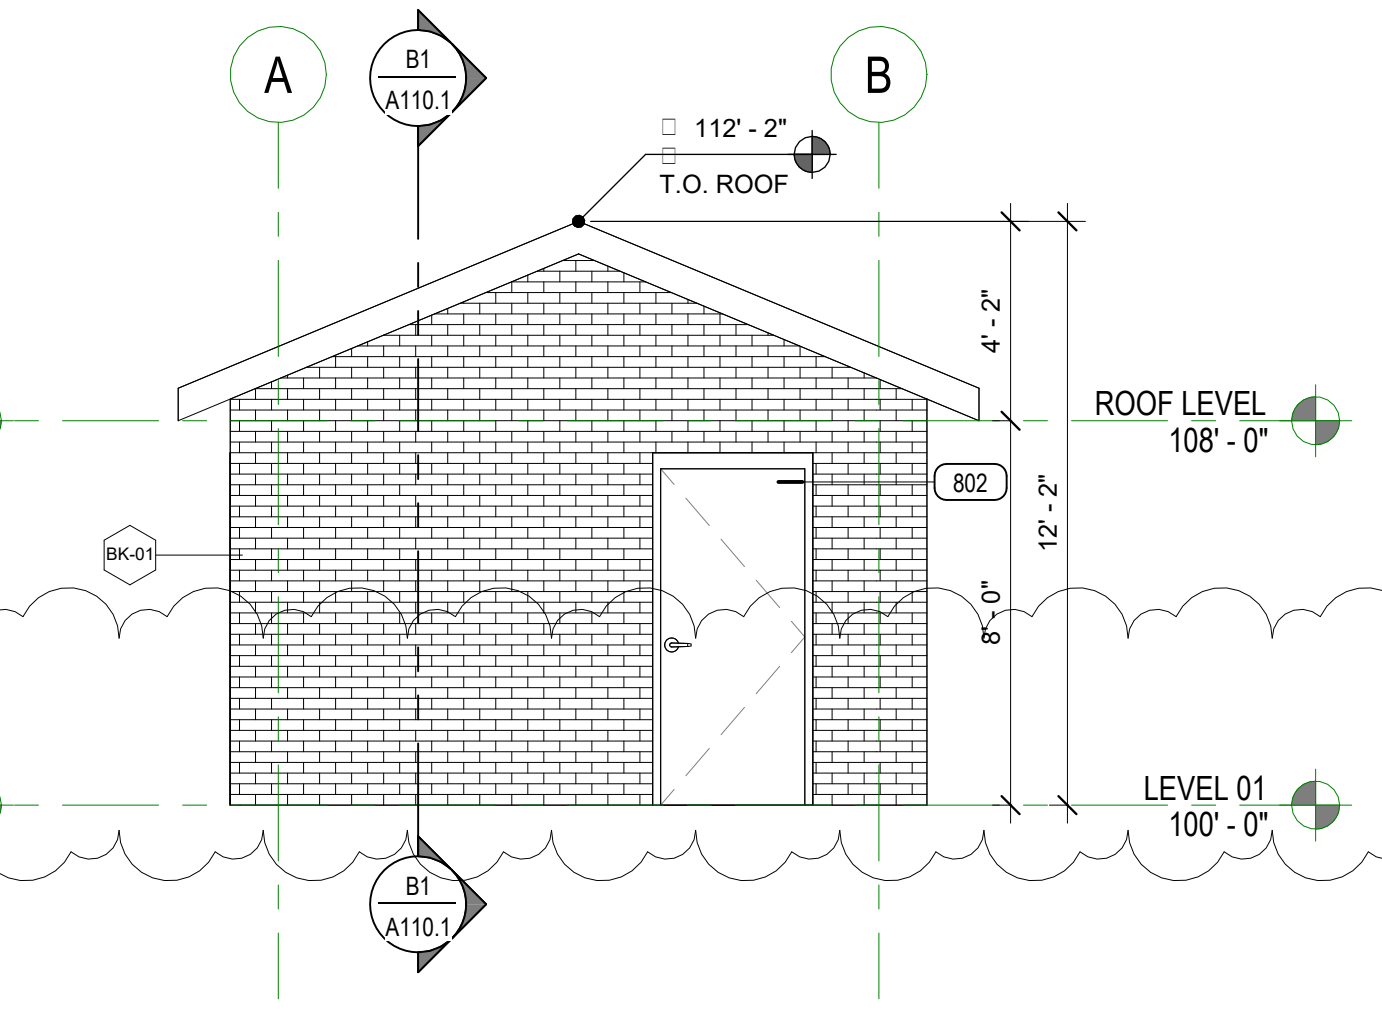 A
B1
A110.1
B
112' - 2"
T.O. ROOF
4' - 2"
ROOF LEVEL
108' - 0"
802
12' - 2"
BK-01
8' - 0"
LEVEL 01
100' - 0"
B1
A110.1